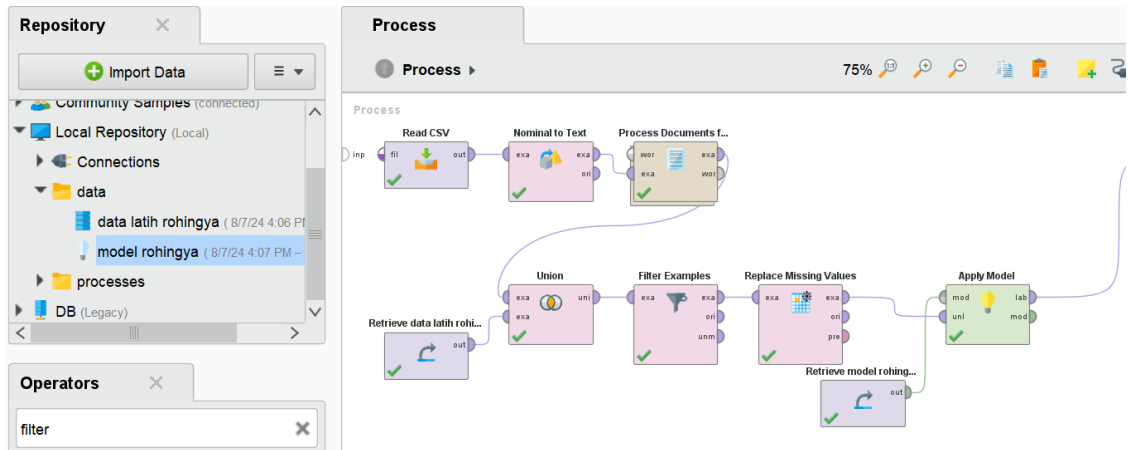 Repository
Process
Import Data
Process
75%
Community Samples (connected)
Local Repository (Local)
Connections
data
data latih rohingya ( 8/7/24 4:06 P
model rohingya ( 8/7/24 4:07 PM –
processes
DB (Legacy)
Process
inp
Read CSV
fil out
Nominal to Text
exa exa
ori
Process Documents f...
wor exa
exa wor
Union
exa uni
exa
Filter Examples
exa exa
ori
unm
Replace Missing Values
exa exa
ori
pre
Apply Model
mod lab
unl mod
Retrieve data latih rohi...
out
Retrieve model rohing...
out
Operators
filter